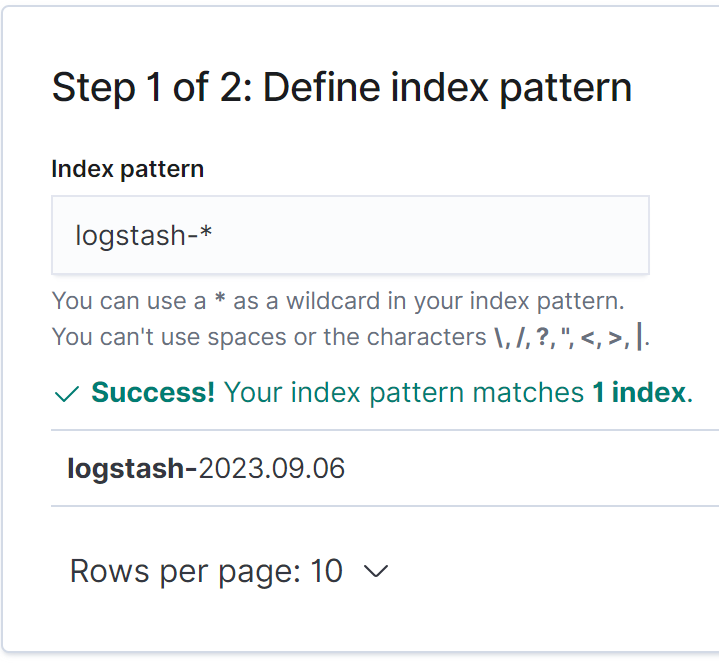 Step 1 of 2: Define index pattern
Index pattern
logstash-*
You can use a * as a wildcard in your index pattern.
You can't use spaces or the characters \, /, ?, ", <, >, |.
Success! Your index pattern matches 1 index.
logstash-2023.09.06
Rows per page: 10